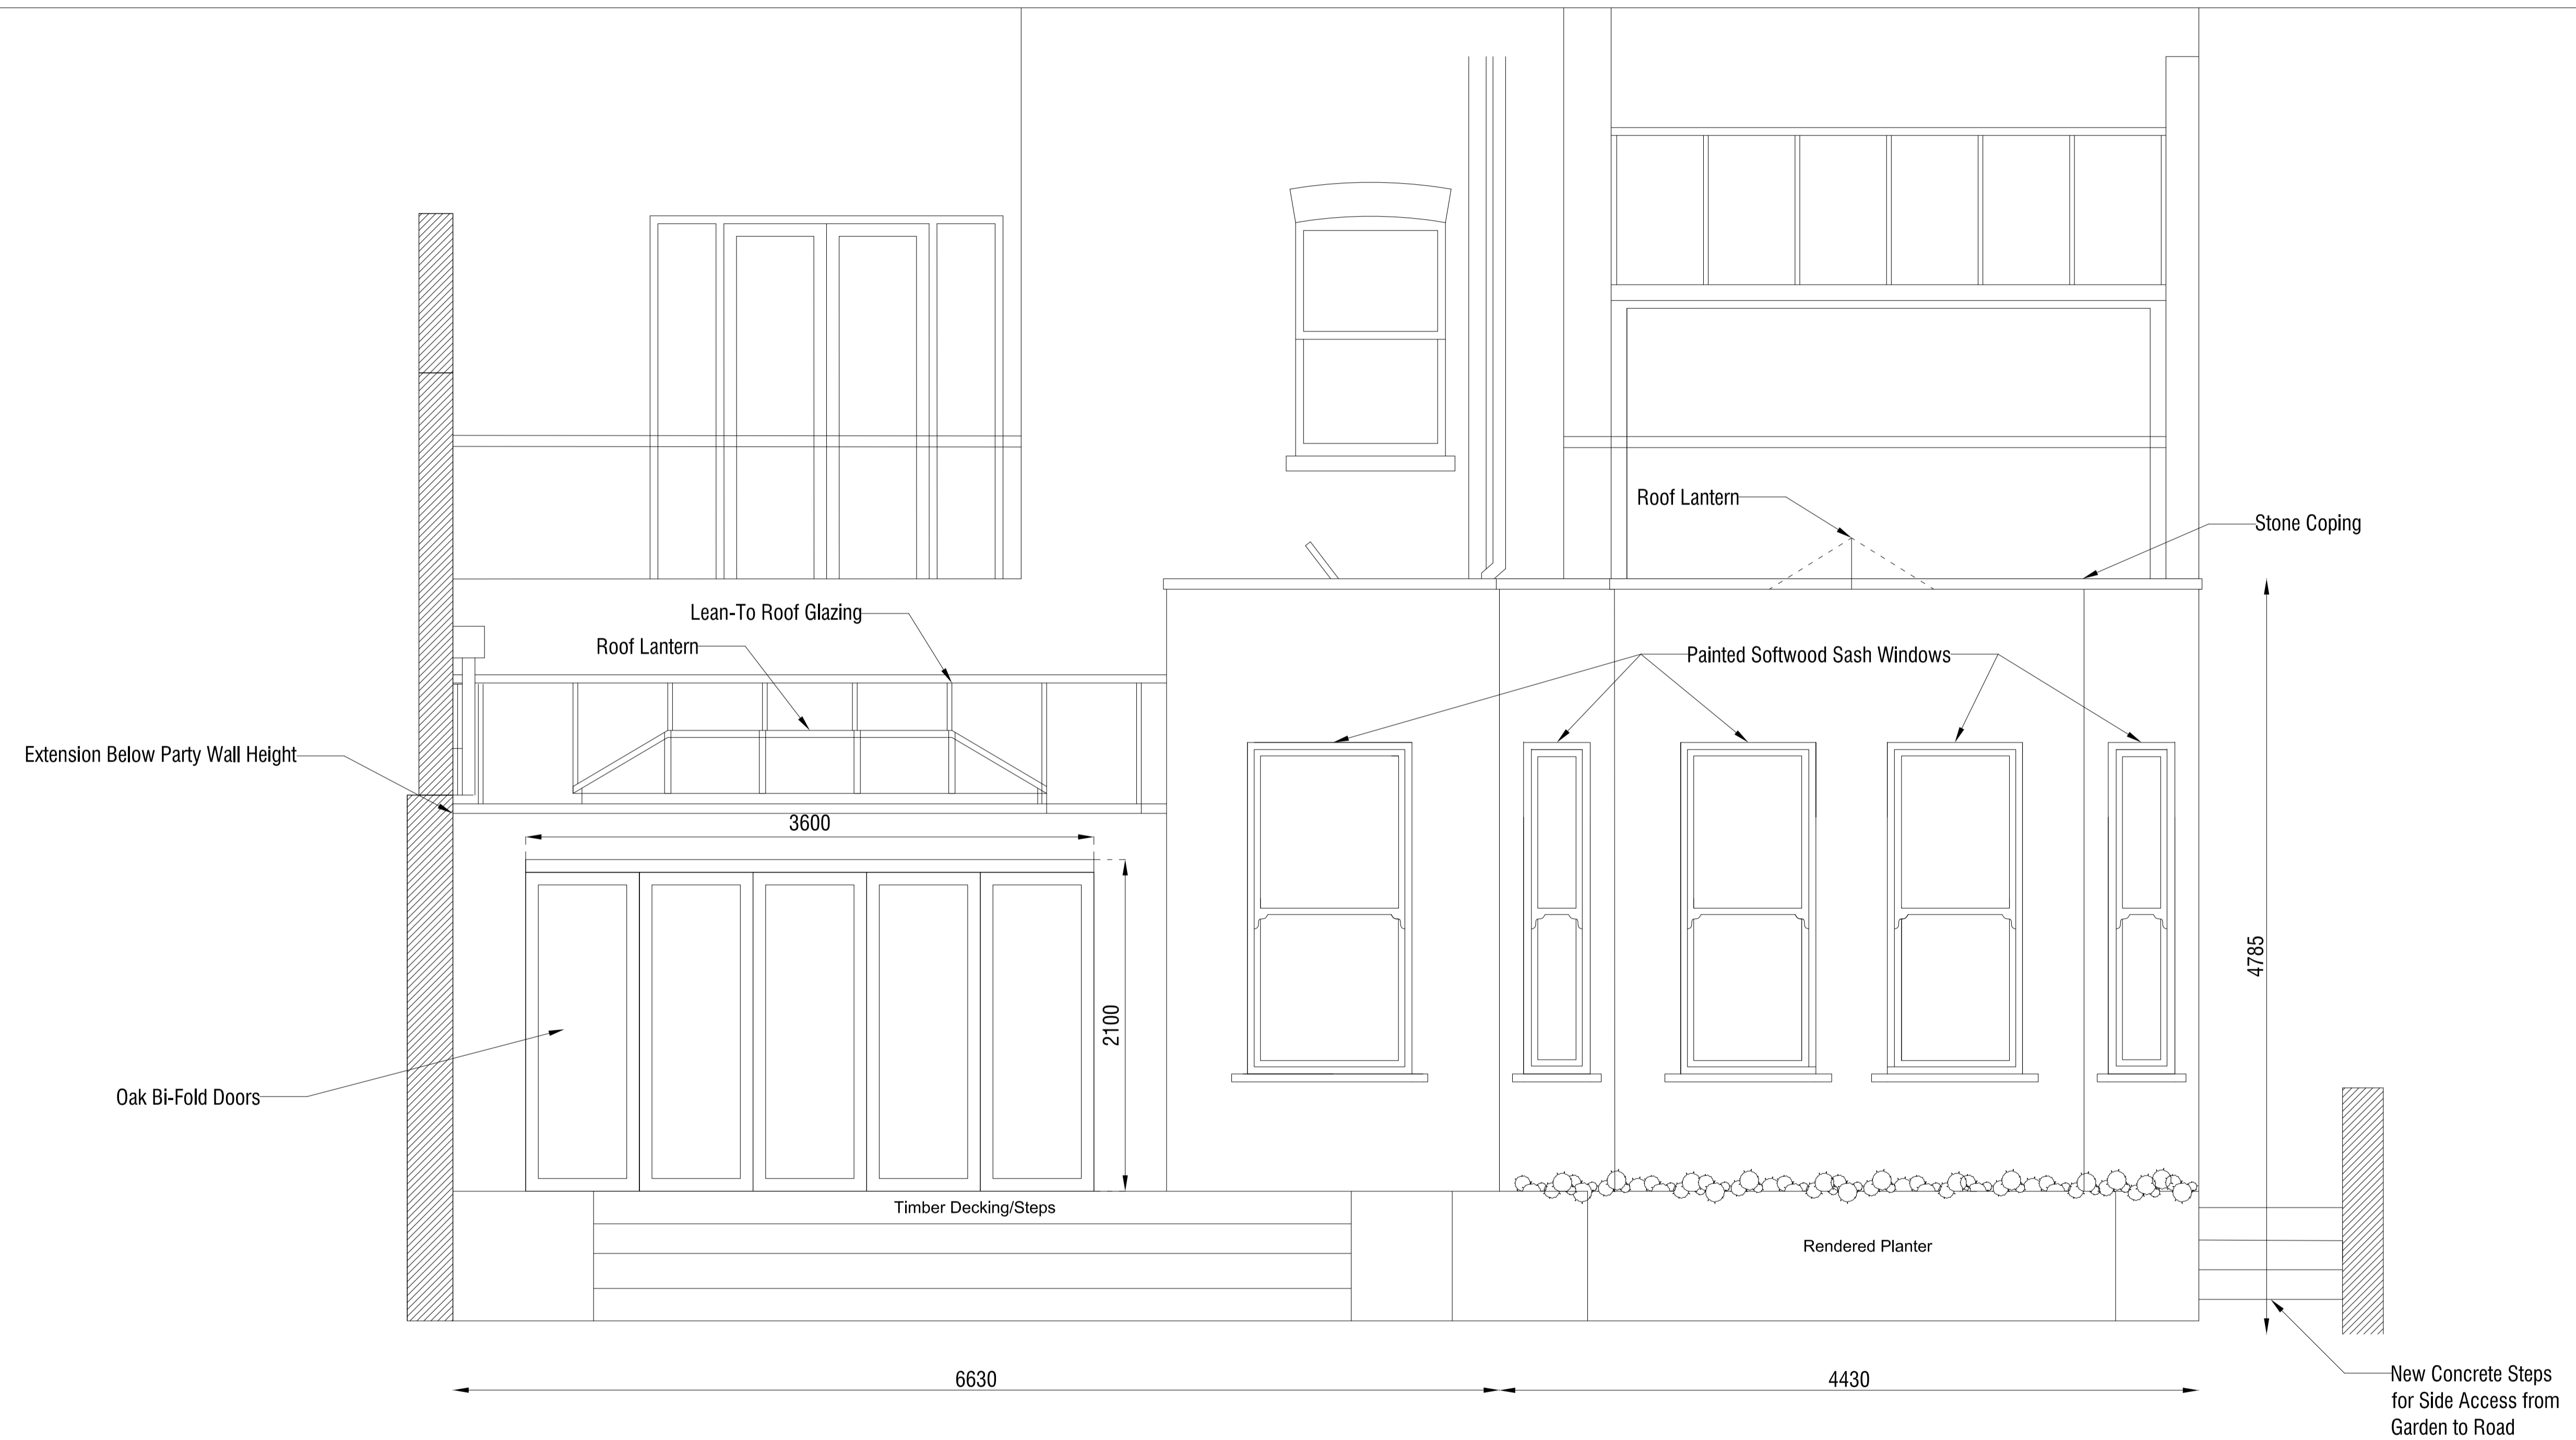 Roof Lantern
Stone Coping
Lean-To Roof Glazing
Roof Lantern
Painted Softwood Sash Windows
Extension Below Party Wall Height
3600
4785
2100
Oak Bi-Fold Doors
Timber Decking/Steps
Rendered Planter
6630
4430
New Concrete Steps
for Side Access from
Garden to Road